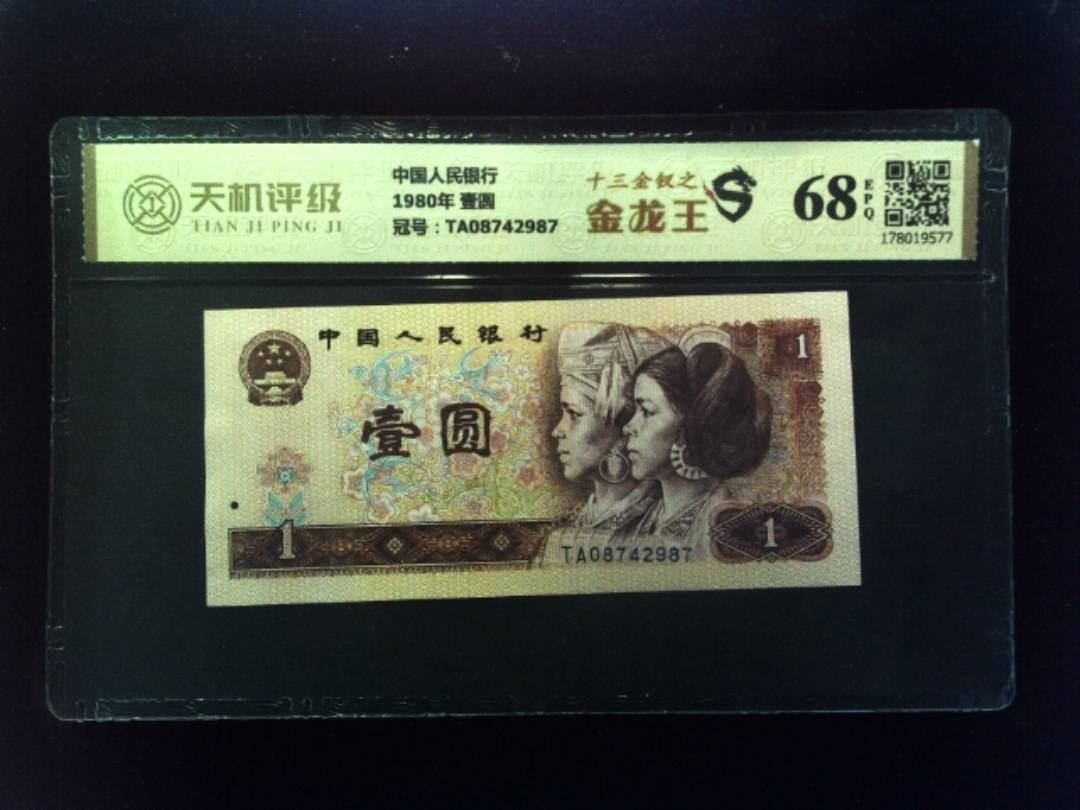 天机评级
TIAN JI PING JI
中国人民银行
1980年 壹圆
冠号：TA08742987
十三金钗之
金龙王
68
EPQ
178019577
中国人民银行
壹圆
1
1
1
TA08742987